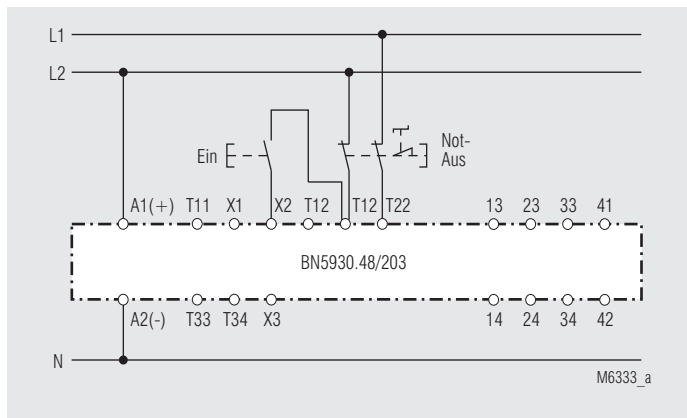 L1
L2
Ein
Not-
Aus
A1(+) T11 X1 X2 T12 T12 T22 13 23 33 41
BN5930.48/203
A2(-) T33 T34 X3 14 24 34 42
N
M6333_a